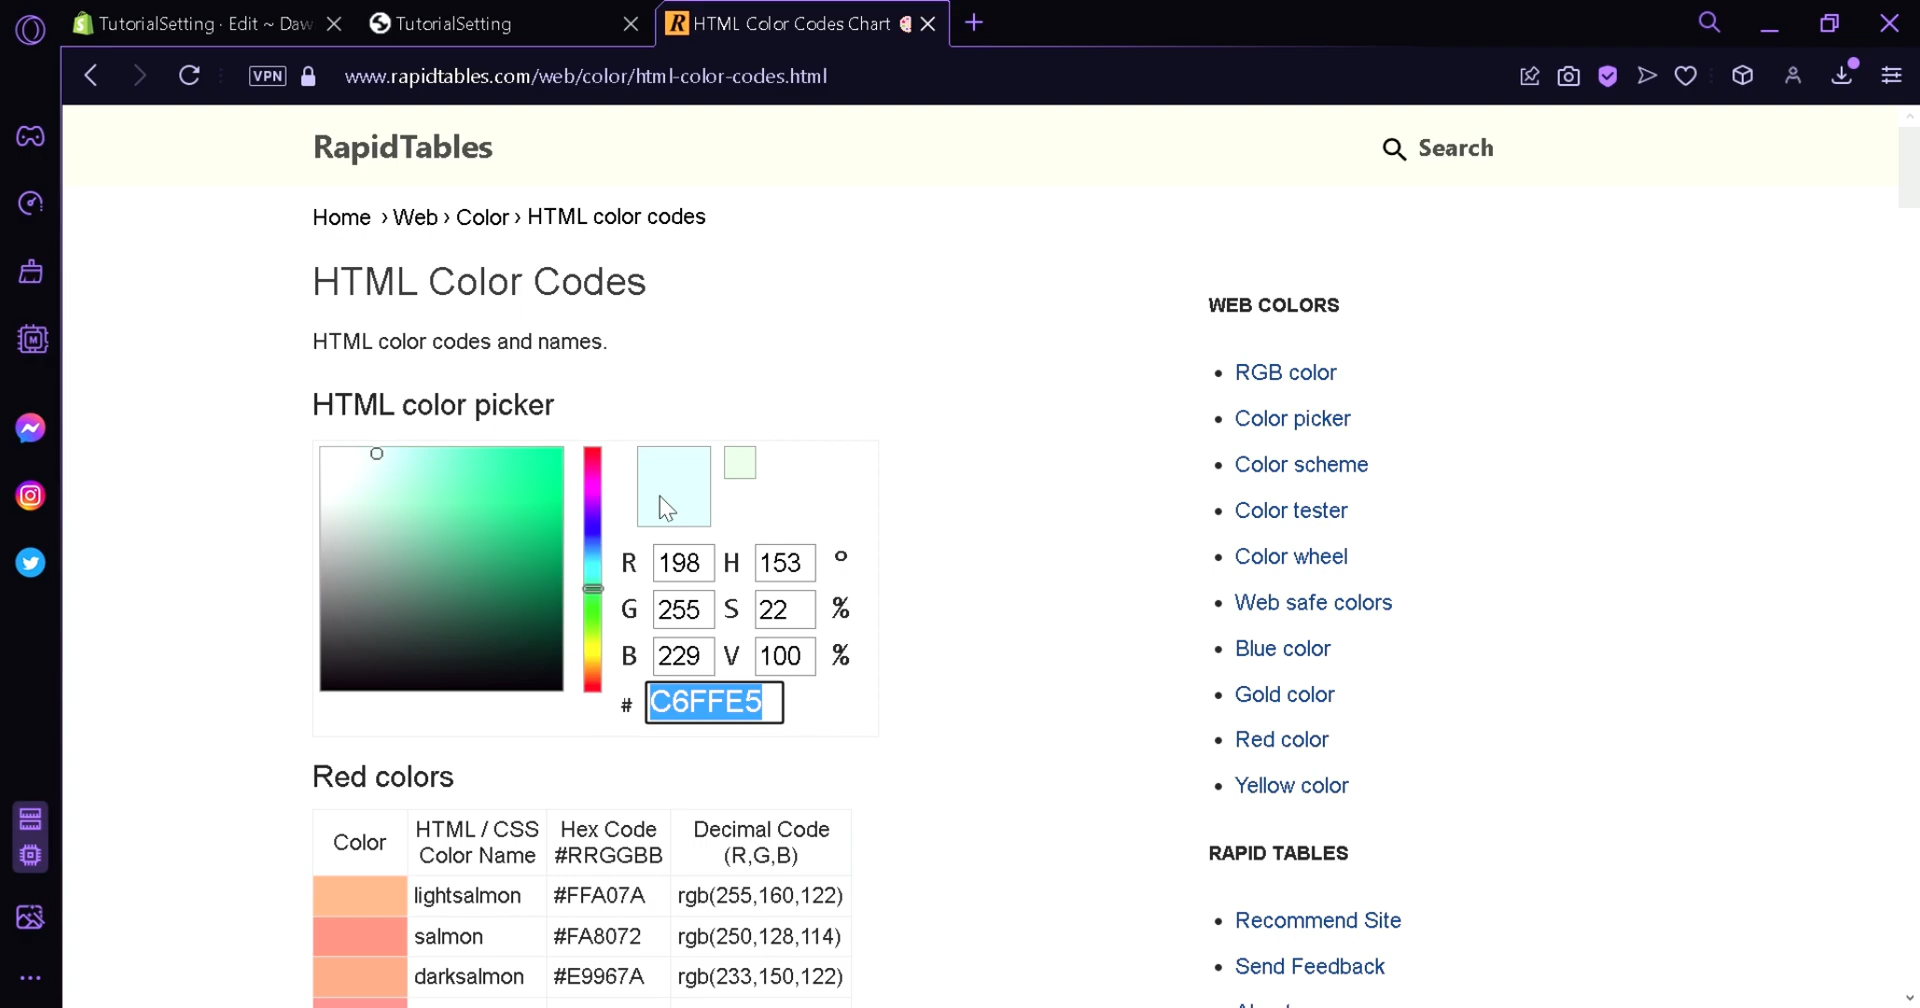 TutorialSetting · Edit ~ Daw
TutorialSetting
HTML Color Codes Chart
VPN
www.rapidtables.com/web/color/html-color-codes.html
RapidTables
Search
Home › Web › Color › HTML color codes
HTML Color Codes
HTML color codes and names.
HTML color picker
R 198 H 153 °
G 255 S 22 %
B 229 V 100 %
# C6FFE5
Red colors
Color
HTML / CSS
Color Name
Hex Code
#RRGGBB
Decimal Code
(R,G,B)
lightsalmon #FFA07A rgb(255,160,122)
salmon #FA8072 rgb(250,128,114)
darksalmon #E9967A rgb(233,150,122)
WEB COLORS
RGB color
Color picker
Color scheme
Color tester
Color wheel
Web safe colors
Blue color
Gold color
Red color
Yellow color
RAPID TABLES
Recommend Site
Send Feedback